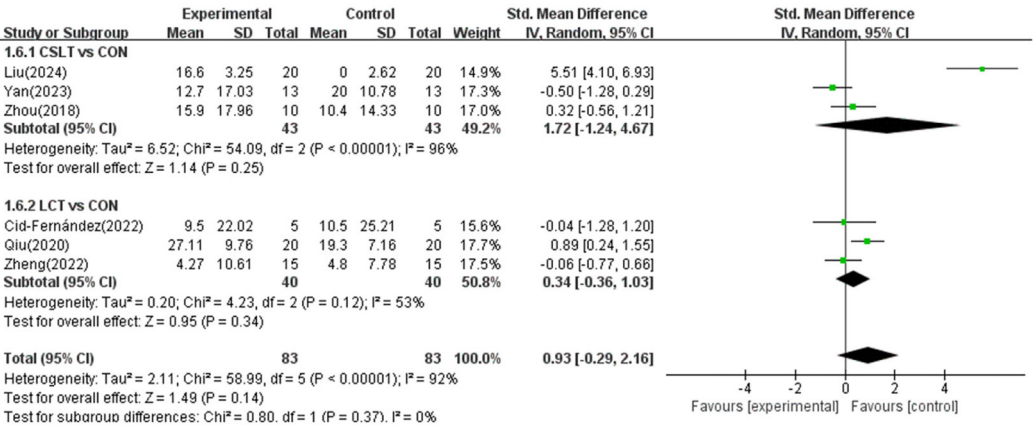 Experimental Control Std. Mean Difference Std. Mean Difference
Study or Subgroup Mean SD Total Mean SD Total Weight IV, Random, 95% CI IV, Random, 95% CI
1.6.1 CSLT vs CON
Liu(2024) 16.6 3.25 20 0 2.62 20 14.9% 5.51 [4.10, 6.93]
Yan(2023) 12.7 17.03 13 20 10.78 13 17.3% -0.50 [-1.28, 0.29]
Zhou(2018) 15.9 17.96 10 10.4 14.33 10 17.0% 0.32 [-0.56, 1.21]
Subtotal (95% CI) 43 43 49.2% 1.72 [-1.24, 4.67]
Heterogeneity: Tau² = 6.52; Chi² = 54.09, df = 2 (P < 0.00001); I² = 96%
Test for overall effect: Z = 1.14 (P = 0.25)
1.6.2 LCT vs CON
Cid-Fernández(2022) 9.5 22.02 5 10.5 25.21 5 15.6% -0.04 [-1.28, 1.20]
Qiu(2020) 27.11 9.76 20 19.3 7.16 20 17.7% 0.89 [0.24, 1.55]
Zheng(2022) 4.27 10.61 15 4.8 7.78 15 17.5% -0.06 [-0.77, 0.66]
Subtotal (95% CI) 40 40 50.8% 0.34 [-0.36, 1.03]
Heterogeneity: Tau² = 0.20; Chi² = 4.23, df = 2 (P = 0.12); I² = 53%
Test for overall effect: Z = 0.95 (P = 0.34)
Total (95% CI) 83 83 100.0% 0.93 [-0.29, 2.16]
Heterogeneity: Tau² = 2.11; Chi² = 58.99, df = 5 (P < 0.00001); I² = 92%
Test for overall effect: Z = 1.49 (P = 0.14)
Test for subgroup differences: Chi² = 0.80, df = 1 (P = 0.37), I² = 0%
-4 -2 0 2 4
Favours [experimental] Favours [control]